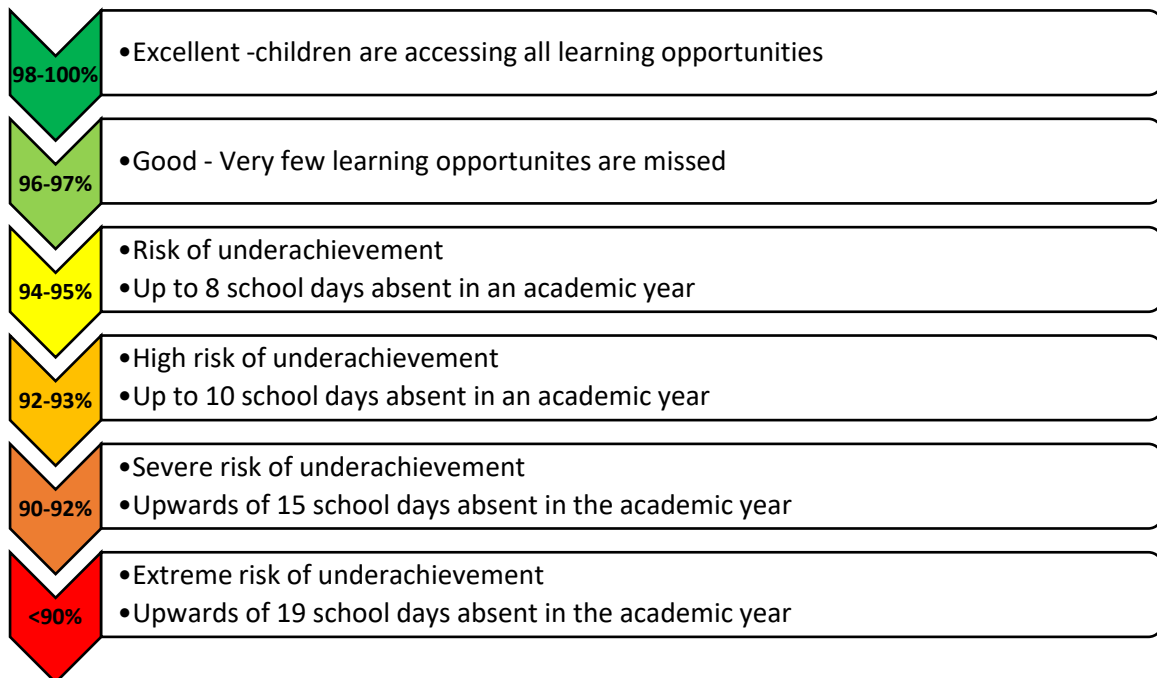 98-100%
•Excellent -children are accessing all learning opportunities
96-97%
•Good - Very few learning opportunites are missed
94-95%
•Risk of underachievement
•Up to 8 school days absent in an academic year
92-93%
•High risk of underachievement
•Up to 10 school days absent in an academic year
90-92%
•Severe risk of underachievement
•Upwards of 15 school days absent in the academic year
<90%
•Extreme risk of underachievement
•Upwards of 19 school days absent in the academic year